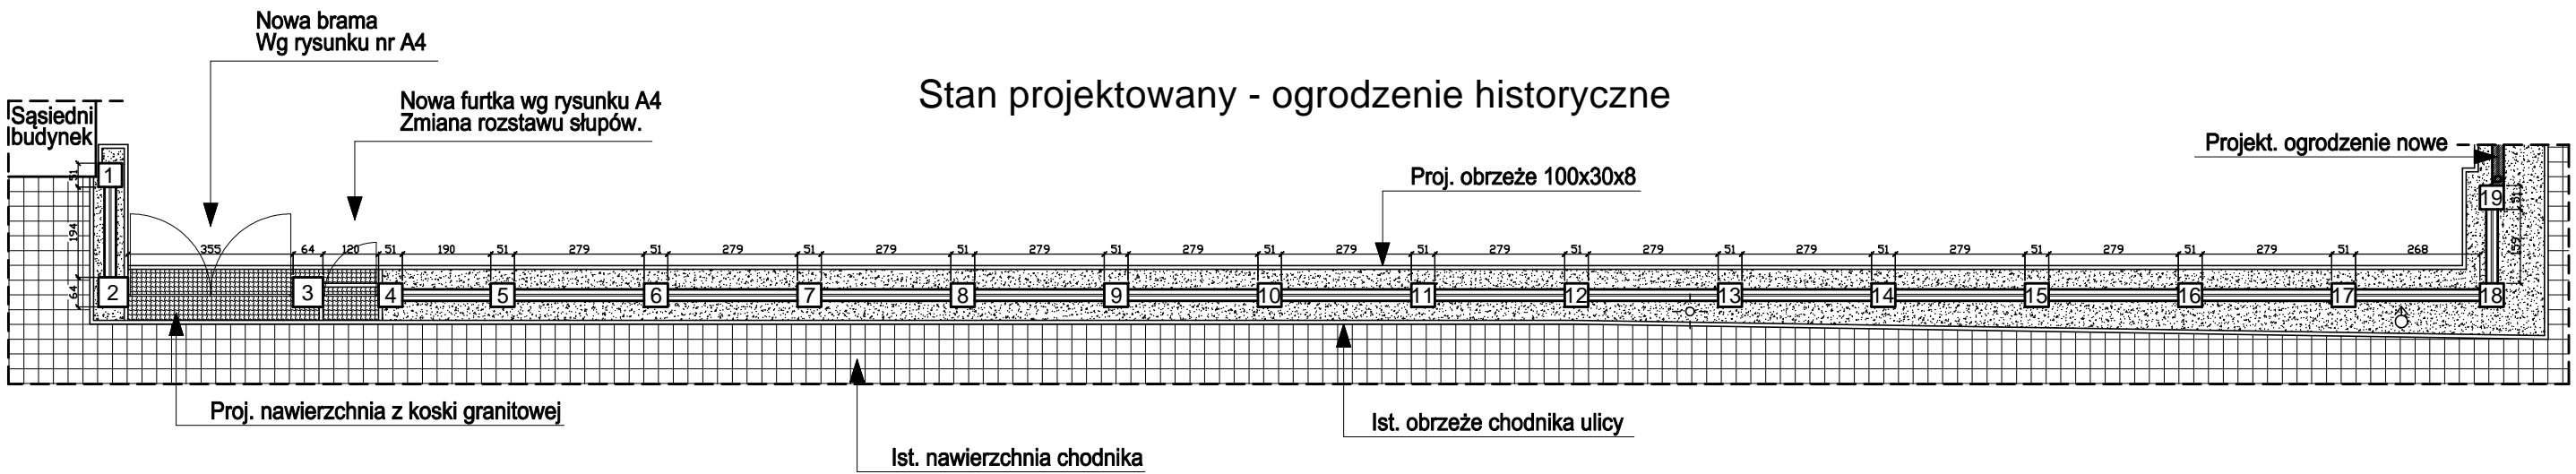 Nowa brama
Wg rysunku nr A4
Nowa furtka wg rysunku A4
Zmiana rozstawu słupów.
Stan projektowany - ogrodzenie historyczne
Sąsiedni
budynek
Projekt. ogrodzenie nowe
Proj. obrzeże 100x30x8
51
1
194
64
2
355 64 120 51 190 51 279 51 279 51 279 51 279 51 279 51 279 51 279 51 279 51 279 51 279 51 279 51 279 51 268
3 4 5 6 7 8 9 10 11 12 13 14 15 16 17 18
19
51
159
Proj. nawierzchnia z koski granitowej
Ist. obrzeże chodnika ulicy
Ist. nawierzchnia chodnika